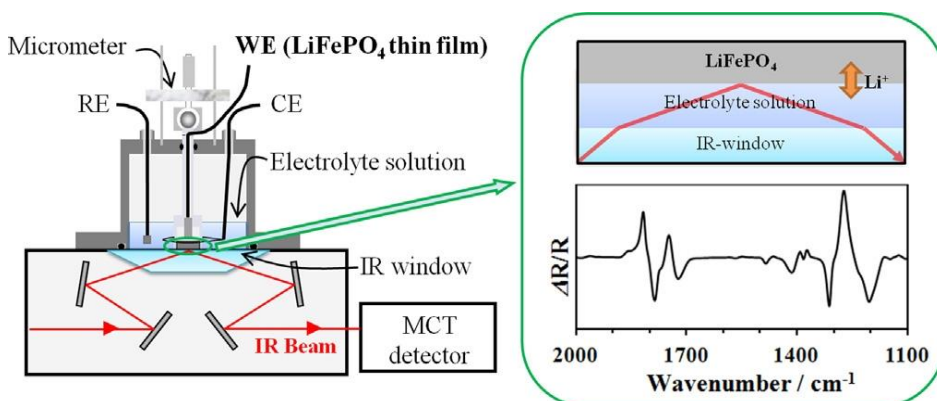 WE (LiFePO4 thin film)
Micrometer
RE
CE
Electrolyte solution
IR window
IR Beam
MCT
detector
LiFePO4
Li+
Electrolyte solution
IR-window
ΔR/R
2000
1700
1400
1100
Wavenumber / cm-1